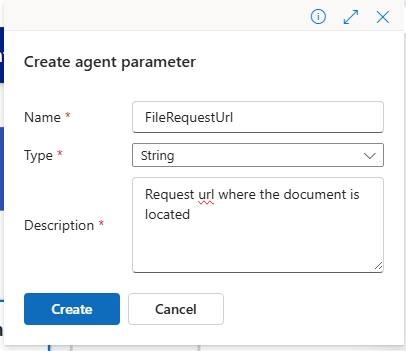 Create agent parameter
Name *
FileRequestUrl
Type *
String
Description *
Request url where the document is
located
Create
Cancel